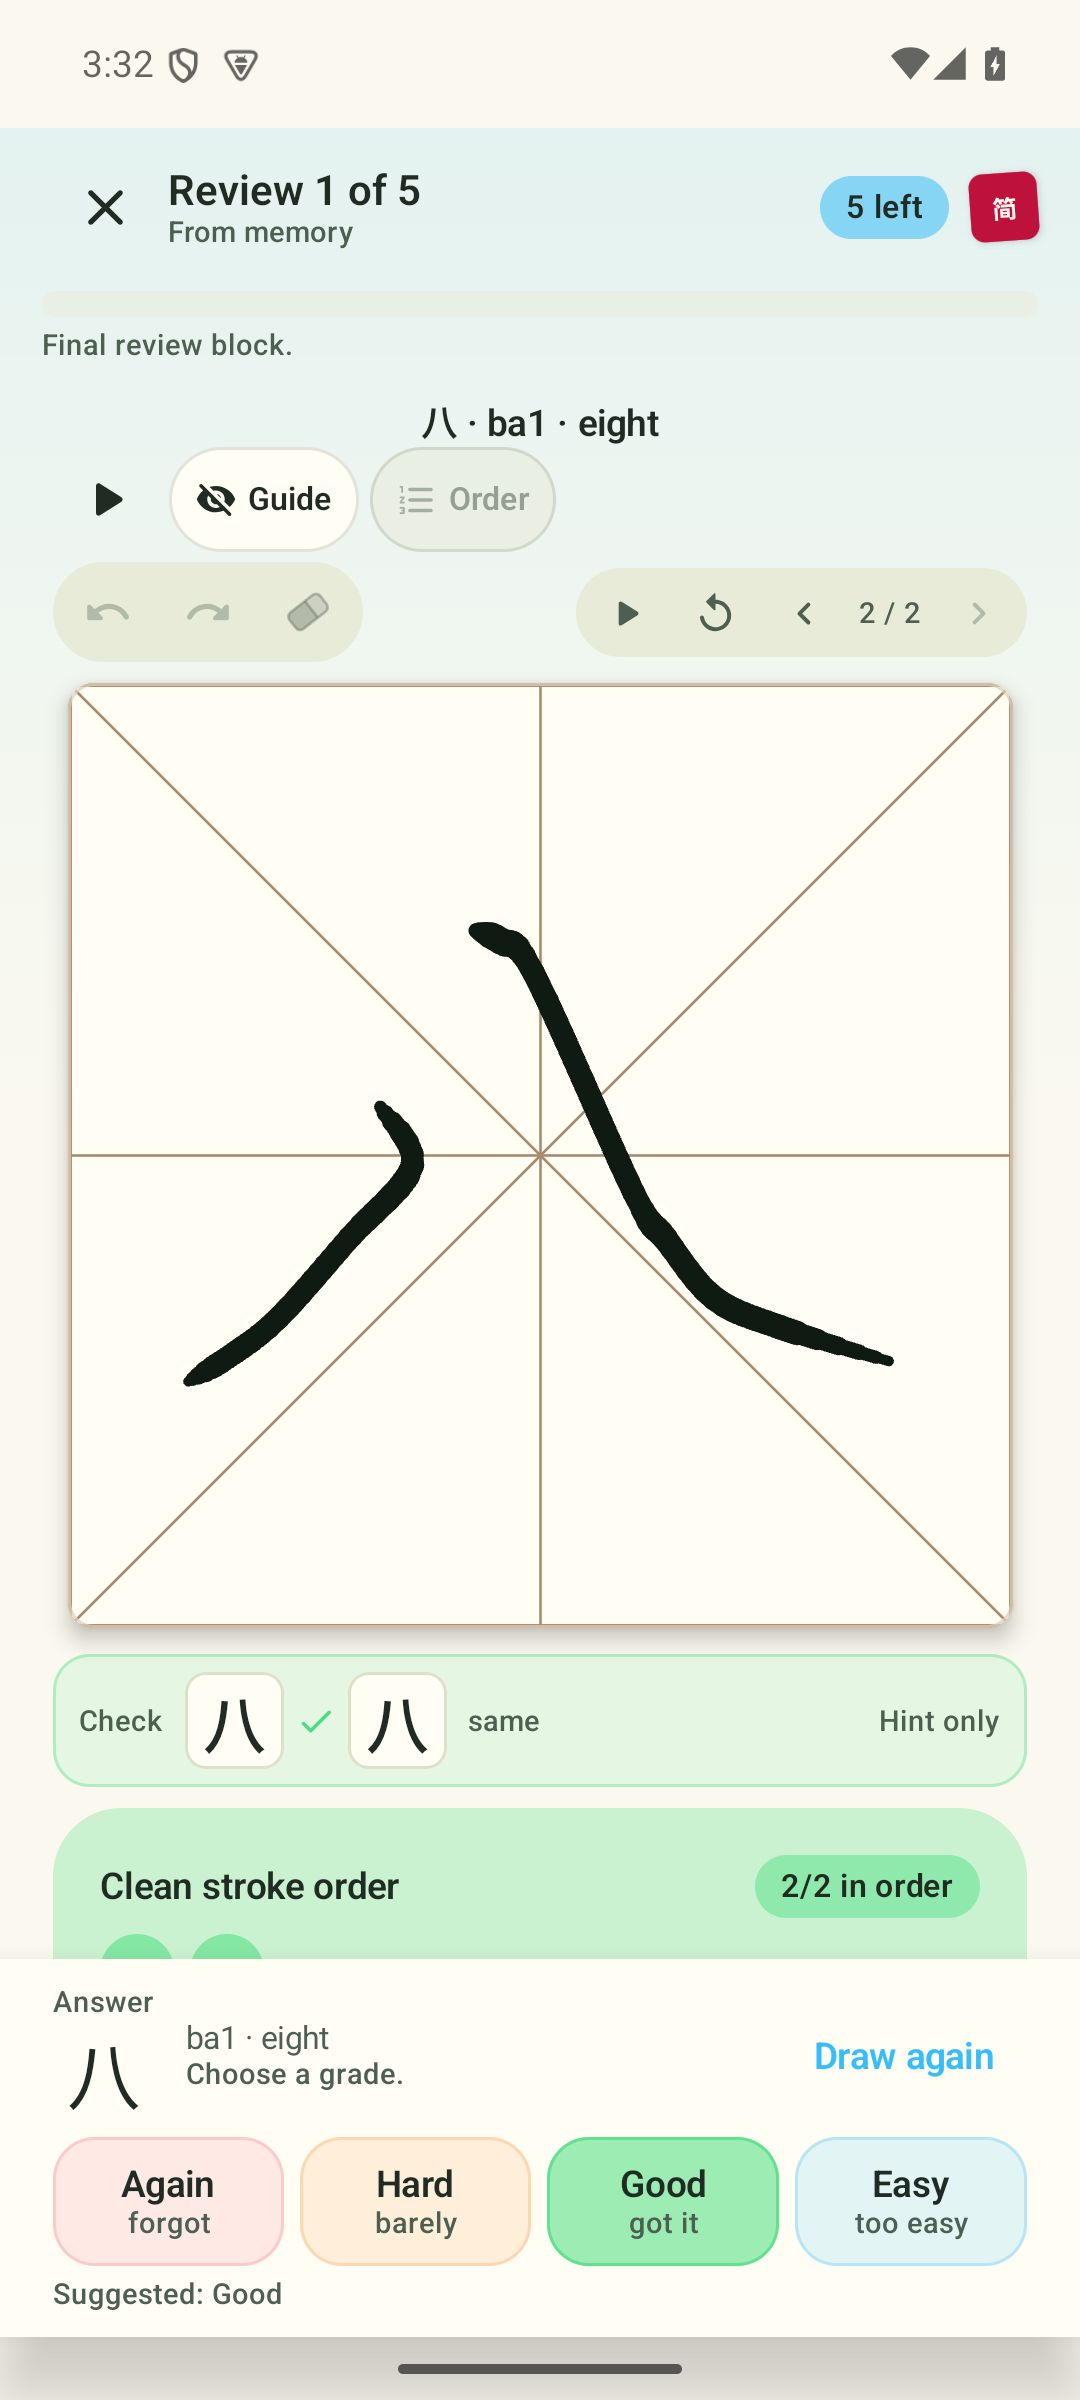 3:32
Review 1 of 5
From memory
5 left
简
Final review block.
八 · ba1 · eight
Guide
Order
2 / 2
八
Check 八 八 same Hint only
Clean stroke order
2/2 in order
Answer
八
ba1 · eight
Choose a grade.
Draw again
Again
forgot
Hard
barely
Good
got it
Easy
too easy
Suggested: Good